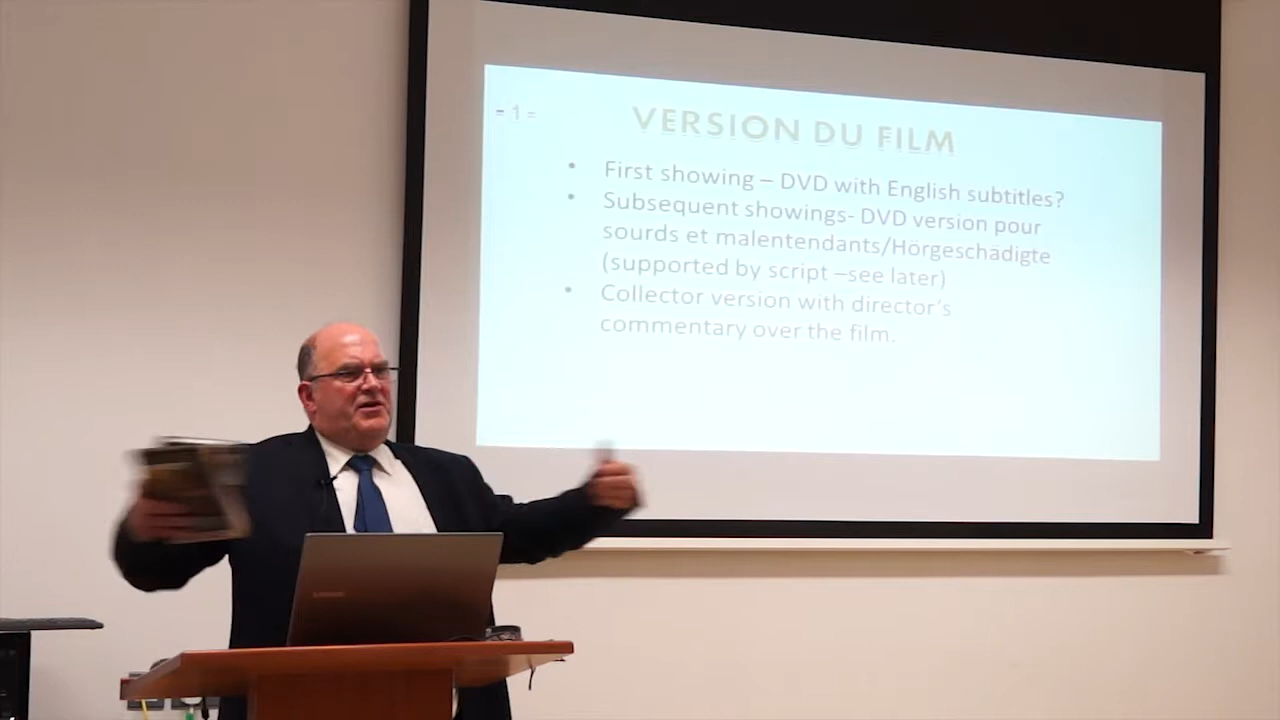 = 1 =
VERSION DU FILM
• First showing – DVD with English subtitles?
• Subsequent showings- DVD version pour
sourds et malentendants/Hörgeschädigte
(supported by script –see later)
• Collector version with director's
commentary over the film.